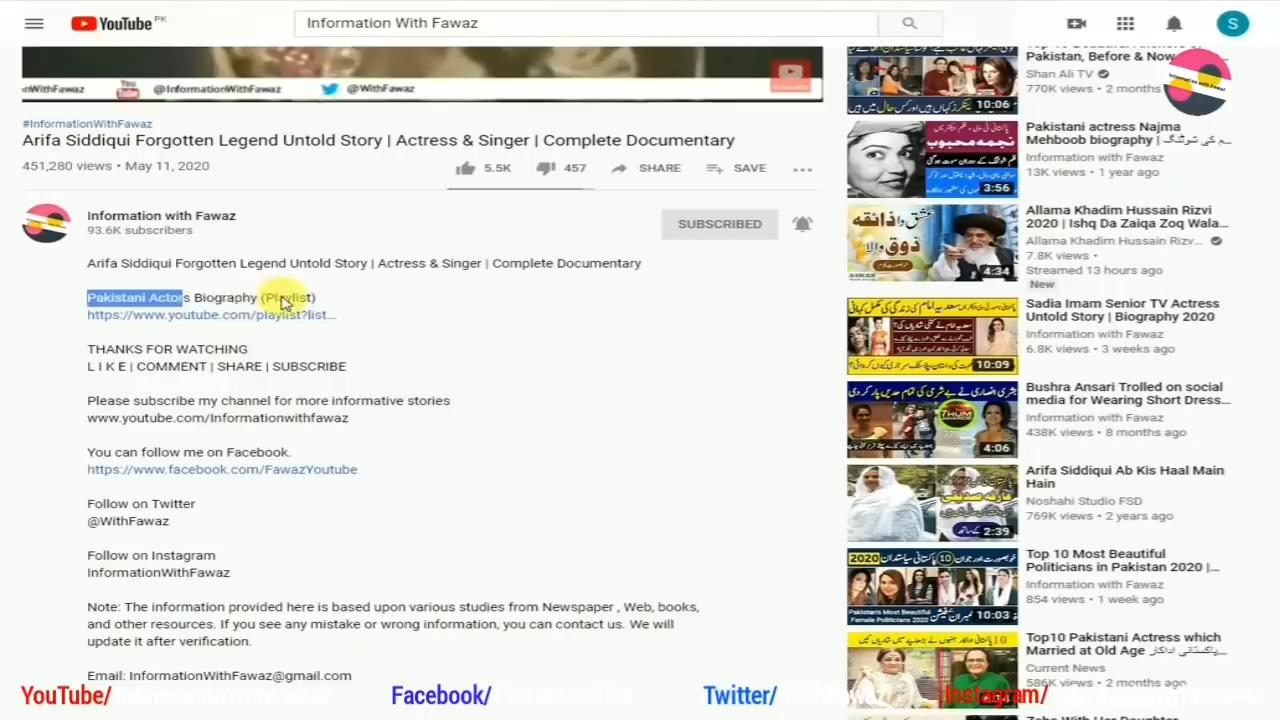 YouTube PK
Information With Fawaz
S
@InformationWithFawaz
@WithFawaz
#InformationWithFawaz
Arifa Siddiqui Forgotten Legend Untold Story | Actress & Singer | Complete Documentary
451,280 views • May 11, 2020
5.5K
457
SHARE
SAVE
Information with Fawaz
93.6K subscribers
SUBSCRIBED
Arifa Siddiqui Forgotten Legend Untold Story | Actress & Singer | Complete Documentary
Pakistani Actors Biography (Playlist)
https://www.youtube.com/playlist?list...
THANKS FOR WATCHING
L I K E | COMMENT | SHARE | SUBSCRIBE
Please subscribe my channel for more informative stories
www.youtube.com/Informationwithfawaz
You can follow me on Facebook.
https://www.facebook.com/FawazYoutube
Follow on Twitter
@WithFawaz
Follow on Instagram
InformationWithFawaz
Note: The information provided here is based upon various studies from Newspaper , Web, books,
and other resources. If you see any mistake or wrong information, you can contact us. We will
update it after verification.
Email: InformationWithFawaz@gmail.com
Pakistan, Before & Now
Shan Ali TV
770K views • 2 months
10:06
Pakistani actress Najma
Mehboob biography |
Information with Fawaz
13K views • 1 year ago
نجمہ محبوب
3:56
Allama Khadim Hussain Rizvi
2020 | Ishq Da Zaiqa Zoq Wala...
Allama Khadim Hussain Rizv...
7.8K views •
Streamed 13 hours ago
New
4:34
Sadia Imam Senior TV Actress
Untold Story | Biography 2020
Information with Fawaz
6.8K views • 3 weeks ago
10:09
Bushra Ansari Trolled on social
media for Wearing Short Dress...
Information with Fawaz
438K views • 8 months ago
4:06
Arifa Siddiqui Ab Kis Haal Main
Hain
Noshahi Studio FSD
769K views • 2 years ago
عارفہ صدیقی
2:39
Top 10 Most Beautiful
Politicians in Pakistan 2020 |...
Information with Fawaz
854 views • 1 week ago
2020
Pakistan's Most Beautiful
Female Politicians 2020
10:03
Top10 Pakistani Actress which
Married at Old Age
Current News
586K views • 2 months ago
YouTube/
Facebook/
Twitter/
Instagram/